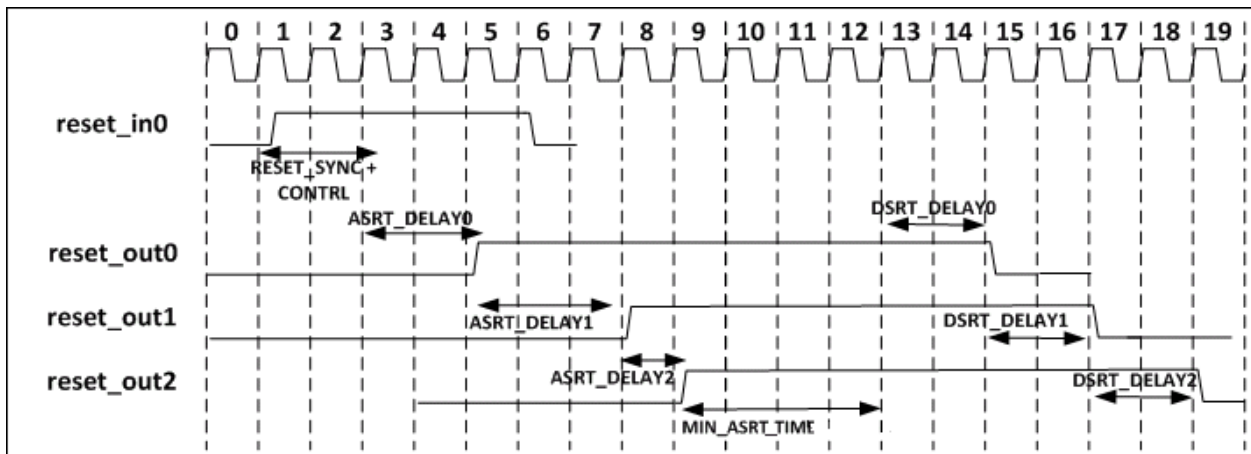 0 1 2 3 4 5 6 7 8 9 10 11 12 13 14 15 16 17 18 19
reset_in0
RESET_SYNC +
CONTRL
ASRT_DELAY0
DSRT_DELAY0
reset_out0
reset_out1
ASRT_DELAY1
DSRT_DELAY1
reset_out2
ASRT_DELAY2
DSRT_DELAY2
MIN_ASRT_TIME